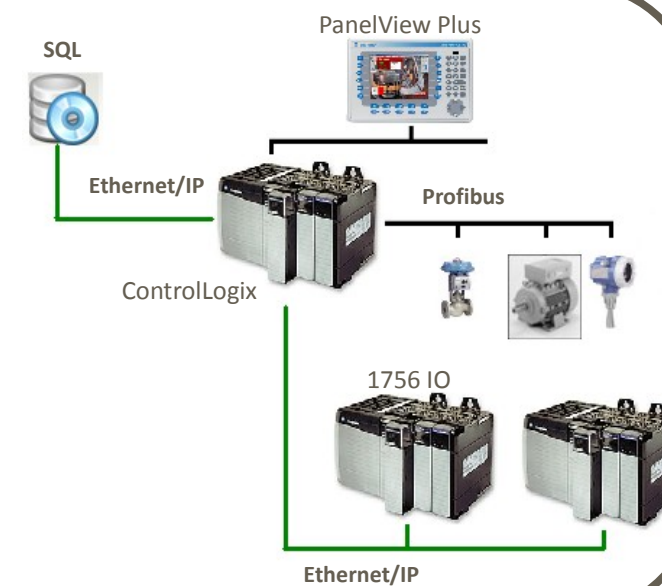 PanelView Plus
SQL
Ethernet/IP
Profibus
ControlLogix
1756 IO
Ethernet/IP